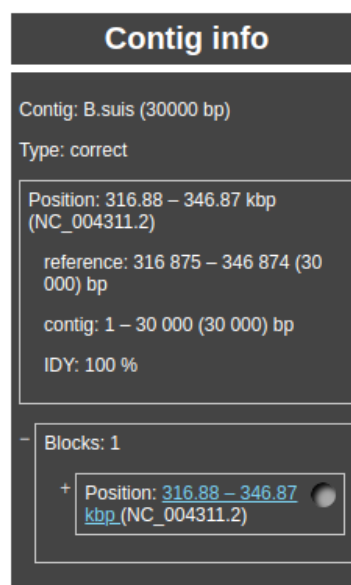 Contig info
Contig: B.suis (30000 bp)
Type: correct
Position: 316.88 – 346.87 kbp
(NC_004311.2)
reference: 316 875 – 346 874 (30
000) bp
contig: 1 – 30 000 (30 000) bp
IDY: 100 %
− Blocks: 1
+ Position: 316.88 – 346.87
kbp (NC_004311.2)